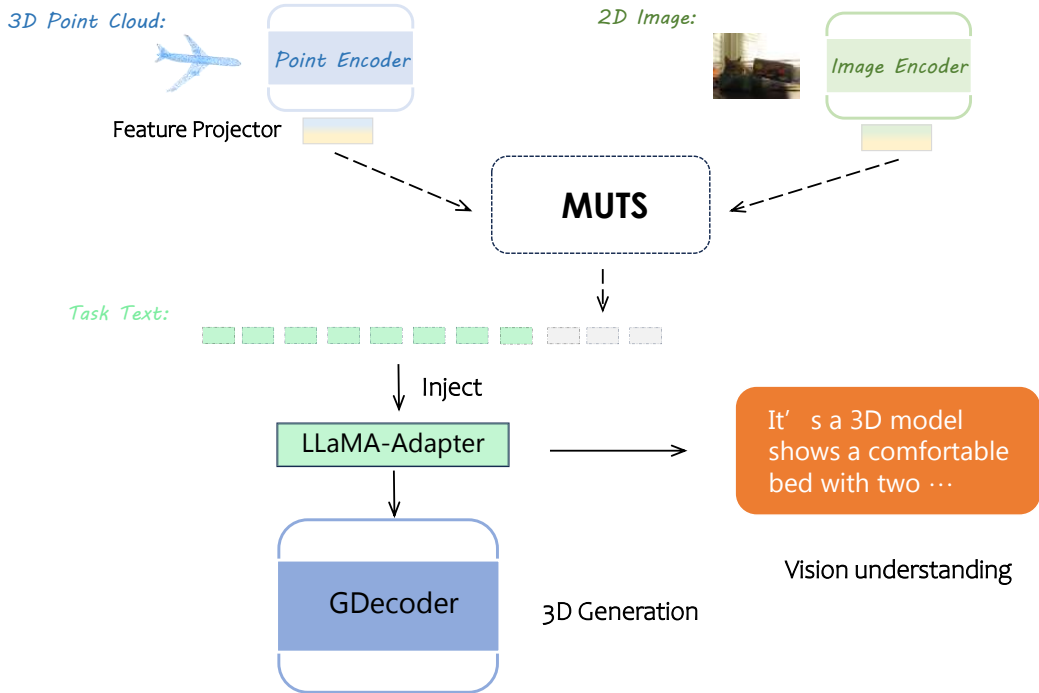 3D Point Cloud:
2D Image:
Point Encoder
Image Encoder
Feature Projector
MUTS
Task Text:
Inject
LLaMA-Adapter
It’ s a 3D model
shows a comfortable
bed with two ⋯
GDecoder
3D Generation
Vision understanding